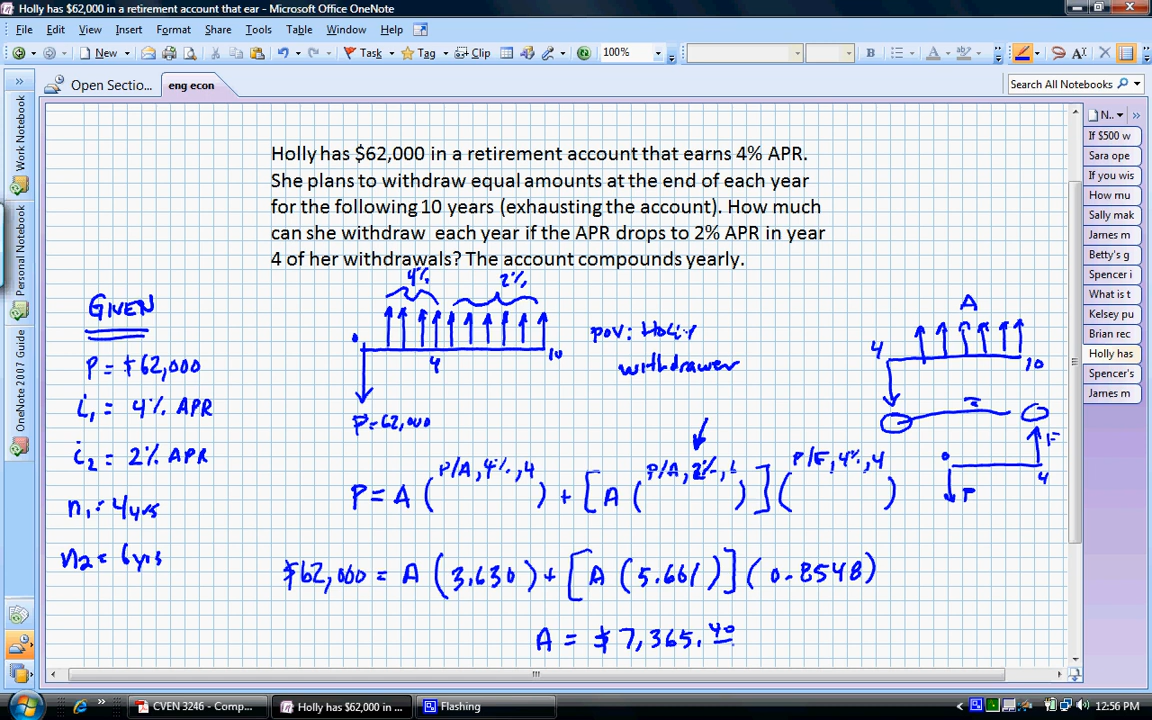 Holly has $62,000 in a retirement account that ear - Microsoft Office OneNote
File Edit View Insert Format Share Tools Table Window Help
New Task Tag Clip 100% B A A
Open Sectio... eng econ Search All Notebooks
Work Notebook
Personal Notebook
OneNote 2007 Guide
N..
If $500 w
Sara ope
If you wis
How mu
Sally mak
James m
Betty's g
Spencer i
What is t
Kelsey pu
Brian rec
Holly has
Spencer's
James m
Holly has $62,000 in a retirement account that earns 4% APR.
She plans to withdraw equal amounts at the end of each year
for the following 10 years (exhausting the account). How much
can she withdraw each year if the APR drops to 2% APR in year
4 of her withdrawals? The account compounds yearly.
GIVEN
P = $62,000
i1 = 4% APR
i2 = 2% APR
n1 = 4yrs
n2 = 6yrs
4% 2%
0 4 10
P=62,000
POV: Holly
withdrawer
A
4 10
F
0 4
P
P = A (P/A, 4%, 4) + [A (P/A, 2%, )] (P/F, 4%, 4)
$62,000 = A (3.630) + [A (5.601)] (0.8548)
A = $7,365.40
CVEN 3246 - Comp... Holly has $62,000 in ... Flashing 12:56 PM